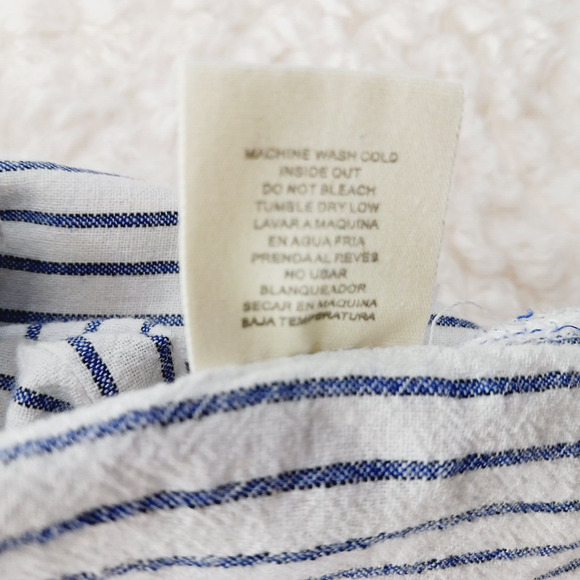 MACHINE WASH COLD
INSIDE OUT
DO NOT BLEACH
TUMBLE DRY LOW
LAVAR A MAQUINA
EN AGUA FRIA
PRENDA AL REVES
NO USAR
BLANQUEADOR
SECAR EN MAQUINA
BAJA TEMPERATURA